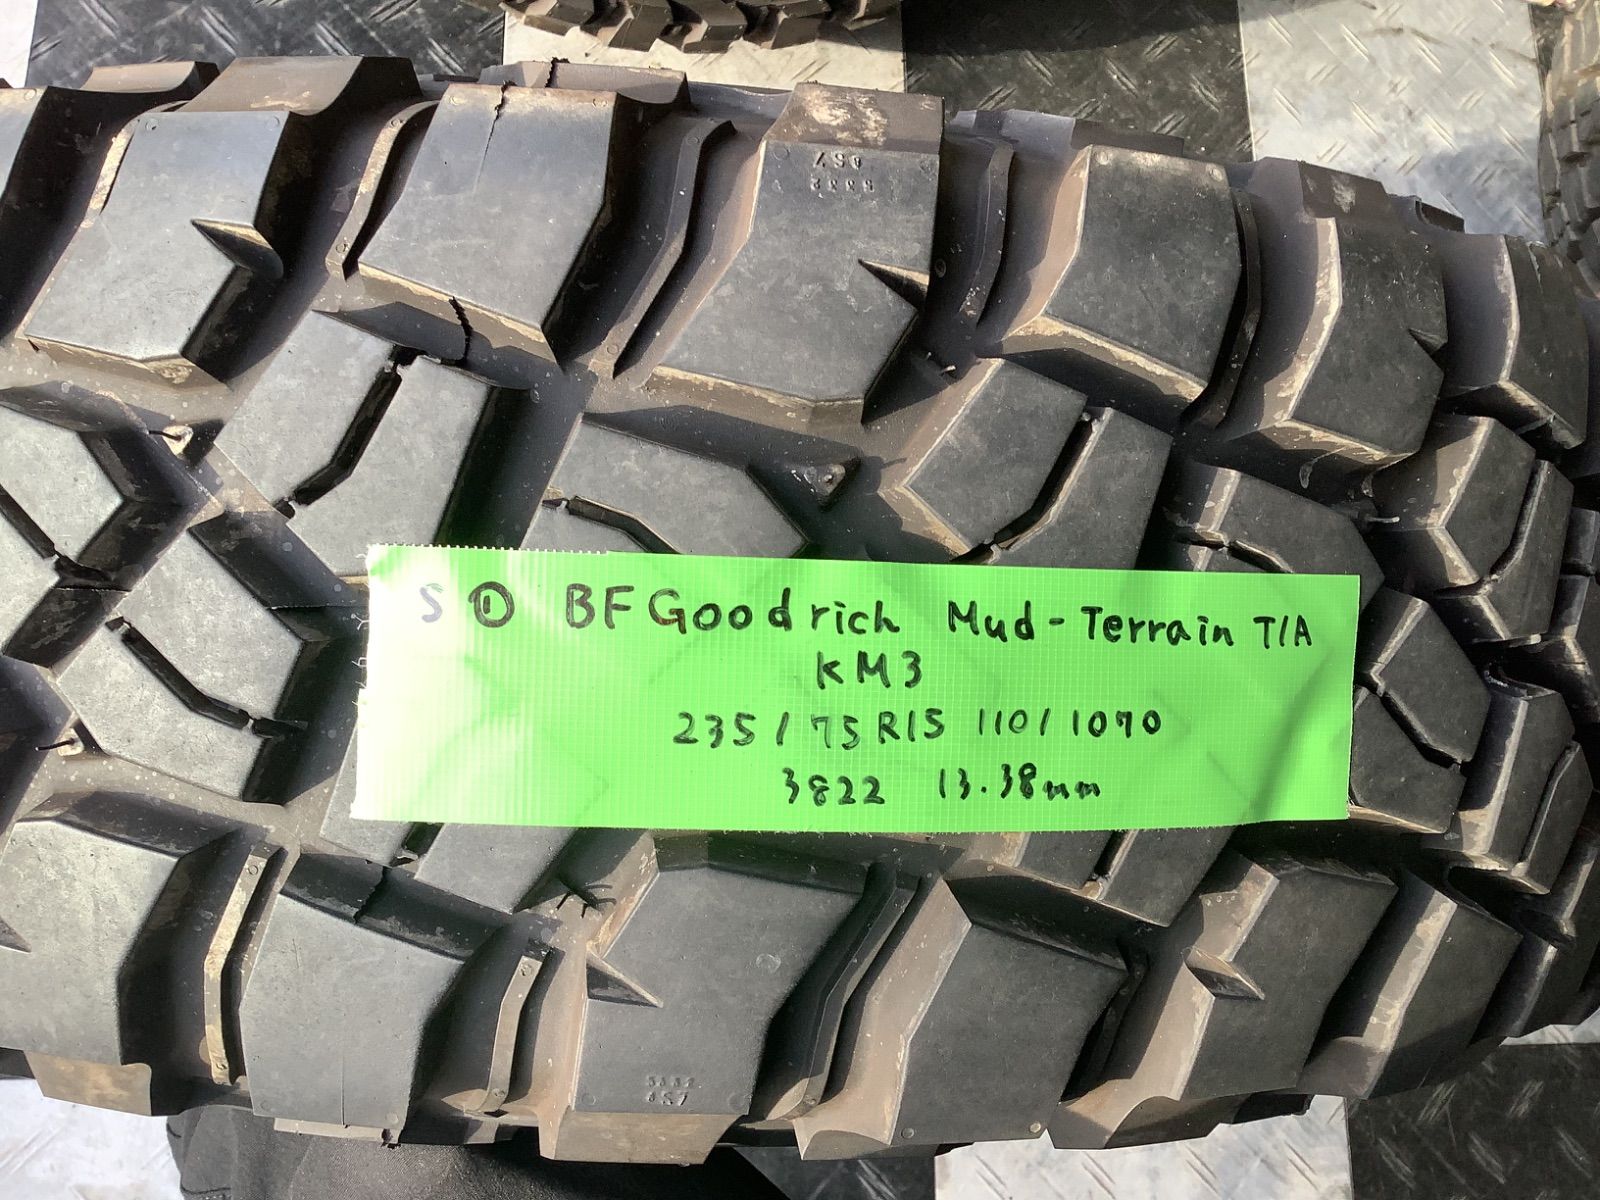 S ① BFGoodrich Mud-Terrain T/A
KM3
235/75R15 110/107Q
3822 13.38mm